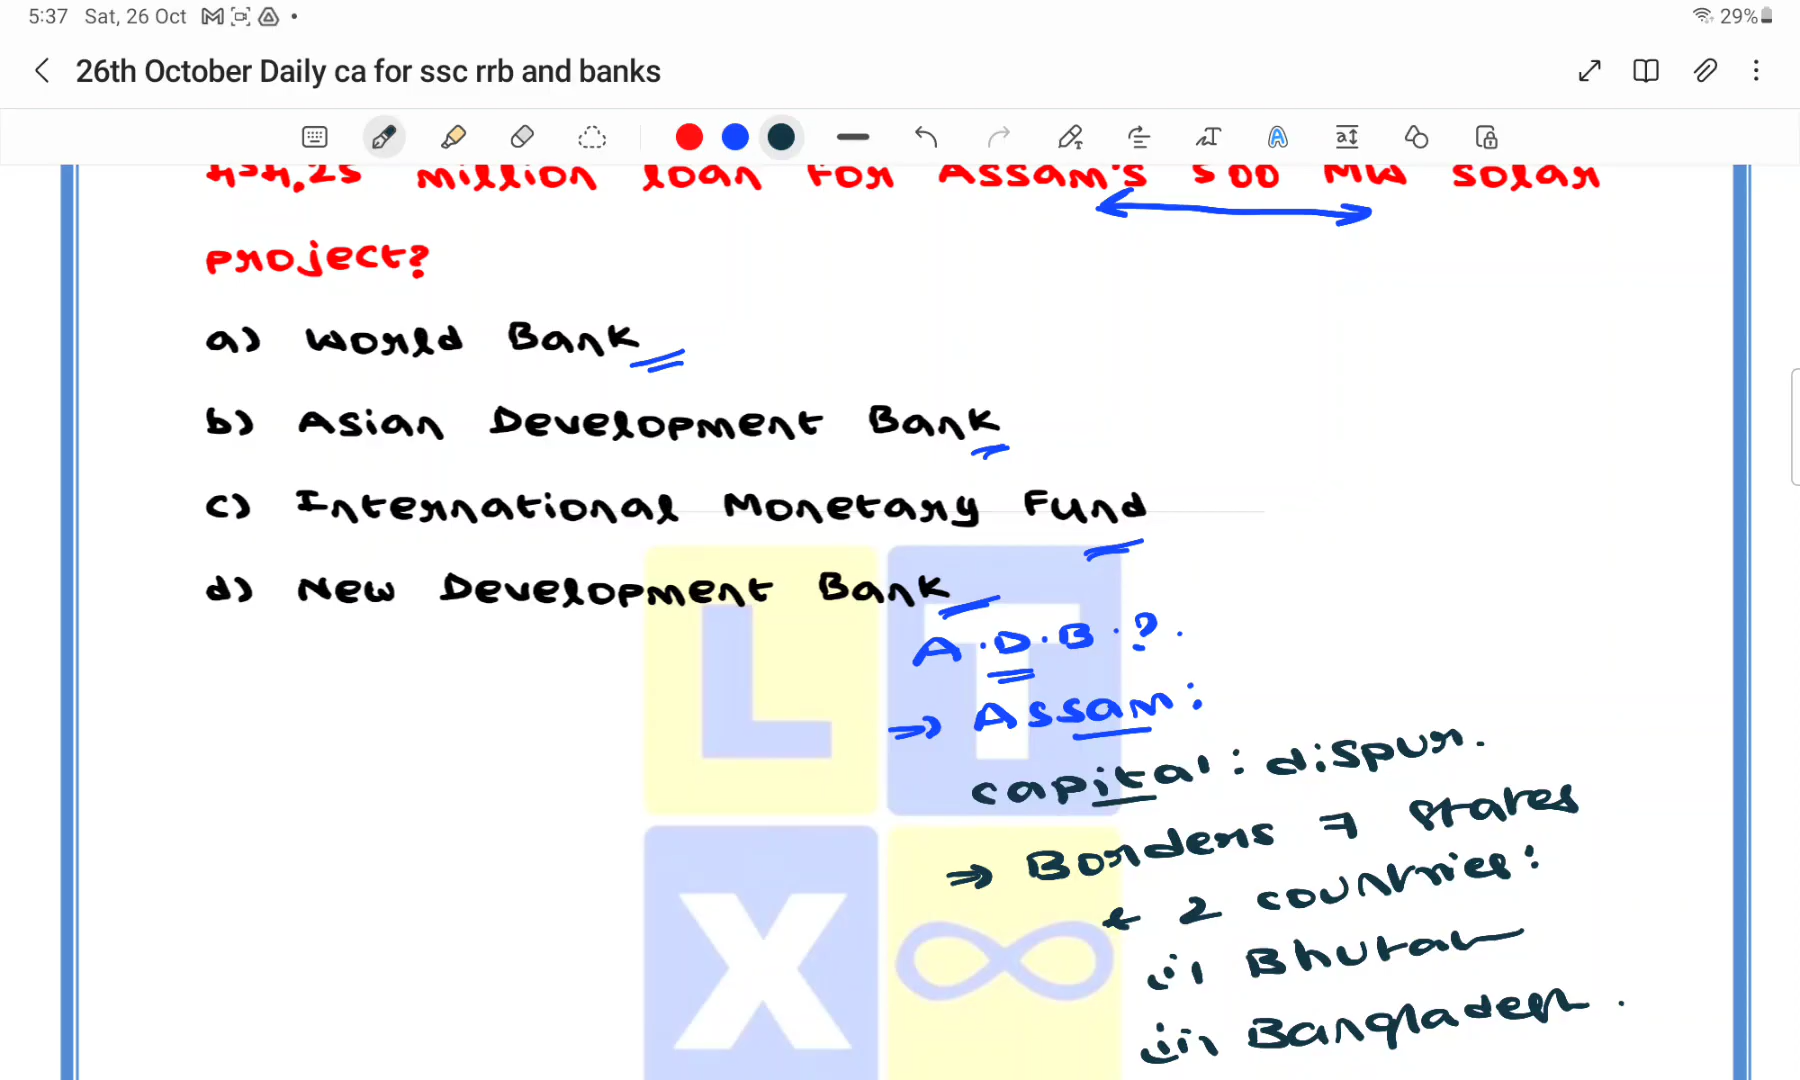 5:37 Sat, 26 Oct 29%
26th October Daily ca for ssc rrb and banks
million loan for Assam's 500 MW solar
project?
a) World Bank
b) Asian Development Bank
c) International Monetary Fund
d) New Development Bank
A.D.B.?.
⇒ Assam:
capital: dispur.
⇒ Borders 7 states
2 countries:
i) Bhutan
ii) Bangladesh.
L T
X ∞